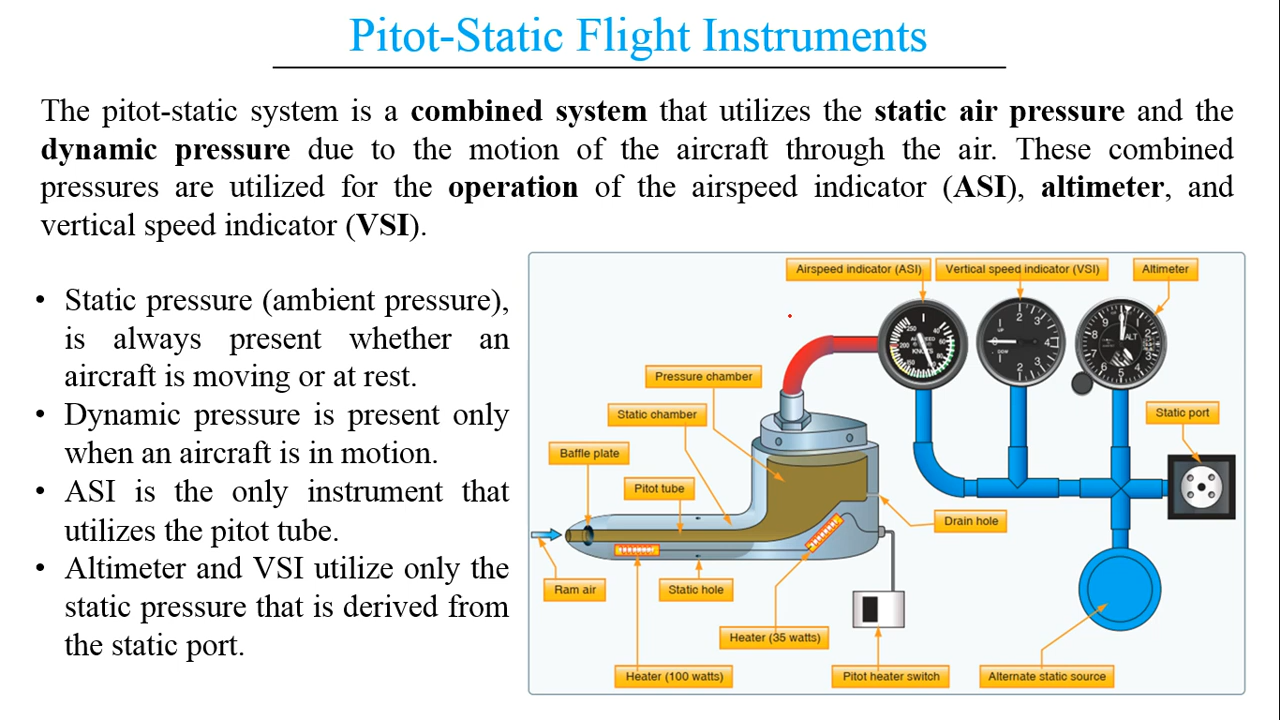 Pitot-Static Flight Instruments
The pitot-static system is a combined system that utilizes the static air pressure and the
dynamic pressure due to the motion of the aircraft through the air. These combined
pressures are utilized for the operation of the airspeed indicator (ASI), altimeter, and
vertical speed indicator (VSI).
• Static pressure (ambient pressure),
is always present whether an
aircraft is moving or at rest.
• Dynamic pressure is present only
when an aircraft is in motion.
• ASI is the only instrument that
utilizes the pitot tube.
• Altimeter and VSI utilize only the
static pressure that is derived from
the static port.
Airspeed indicator (ASI)
Vertical speed indicator (VSI)
Altimeter
Pressure chamber
Static chamber
Baffle plate
Pitot tube
Static port
Drain hole
Ram air
Static hole
Heater (35 watts)
Heater (100 watts)
Pitot heater switch
Alternate static source
KNOTS
UP
ALT